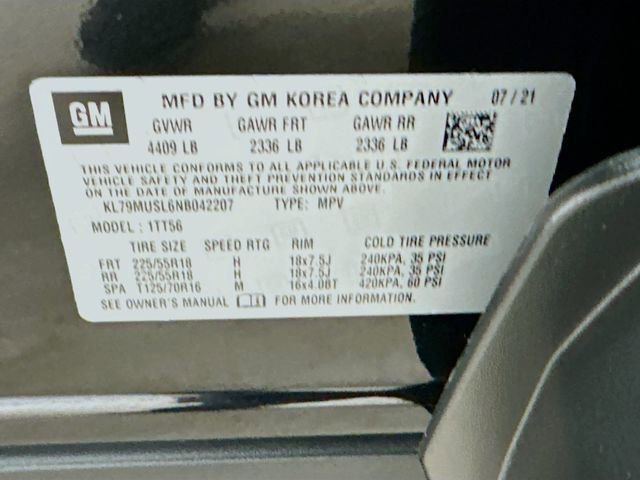 GM MFD BY GM KOREA COMPANY 07/21
GVWR GAWR FRT GAWR RR
4409 LB 2336 LB 2336 LB
THIS VEHICLE CONFORMS TO ALL APPLICABLE U.S. FEDERAL MOTOR
VEHICLE SAFETY AND THEFT PREVENTION STANDARDS IN EFFECT
ON THE DATE OF MANUFACTURE SHOWN ABOVE.
KL79MUSL6NB042207 TYPE: MPV
MODEL: 1TT56
TIRE SIZE SPEED RTG RIM COLD TIRE PRESSURE
FRT 225/55R18 H 18x7.5J 240KPA, 35 PSI
RR 225/55R18 H 18x7.5J 240KPA, 35 PSI
SPA T125/70R16 M 16x4.0BT 420KPA, 60 PSI
SEE OWNER'S MANUAL FOR MORE INFORMATION.